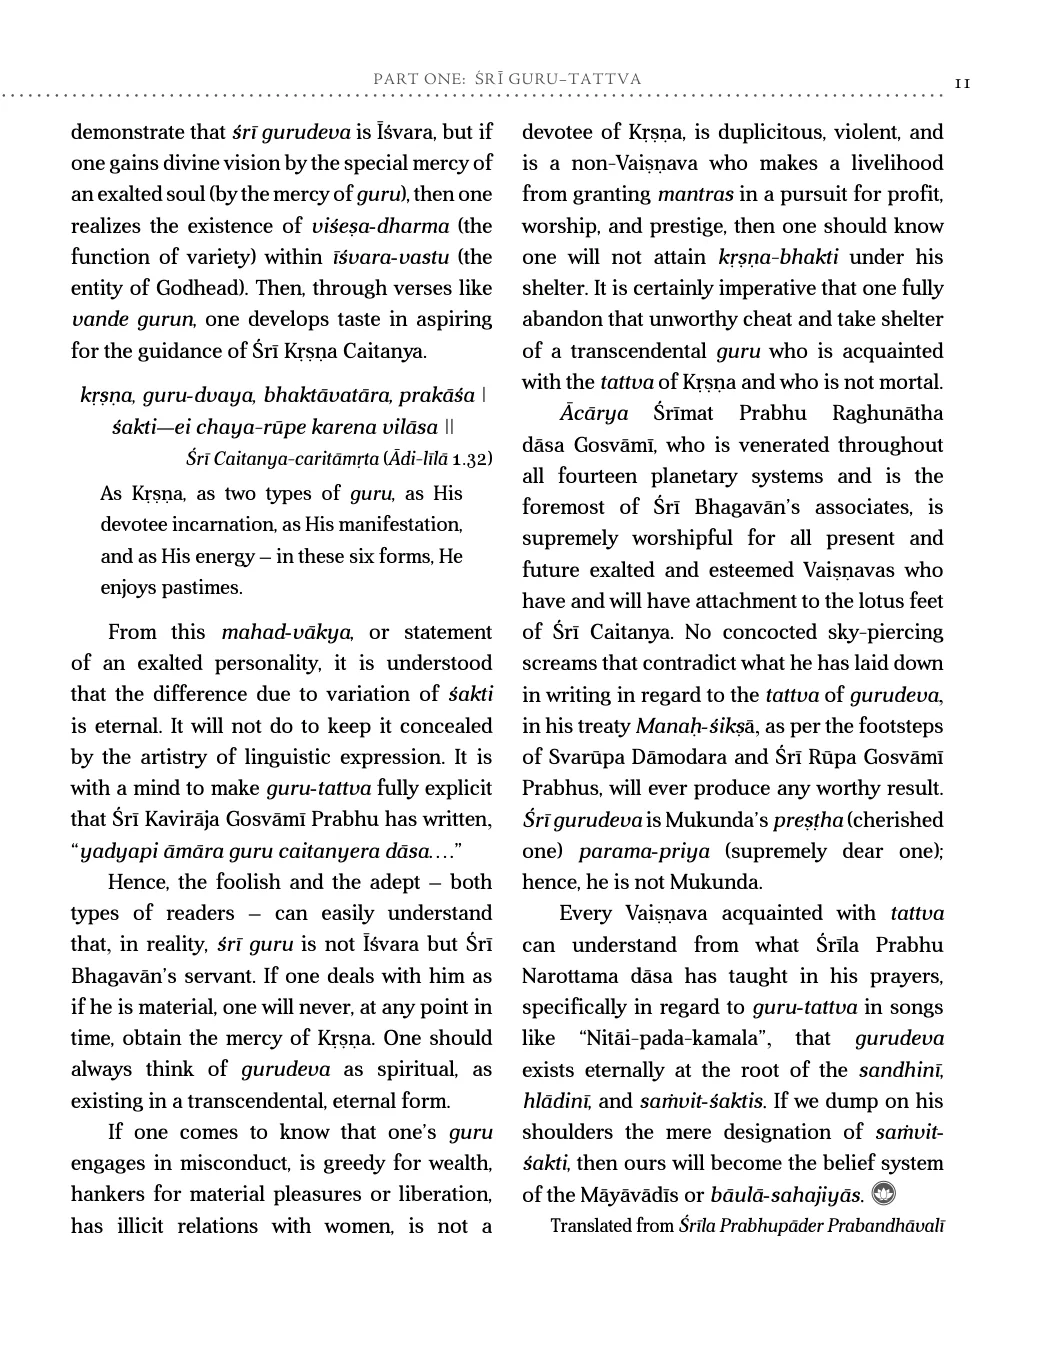 PART ONE: ŚRĪ GURU–TATTVA
11
demonstrate that śrī gurudeva is Īśvara, but if
one gains divine vision by the special mercy of
an exalted soul (by the mercy of guru), then one
realizes the existence of viśeṣa-dharma (the
function of variety) within īśvara-vastu (the
entity of Godhead). Then, through verses like
vande gurun, one develops taste in aspiring
for the guidance of Śrī Kṛṣṇa Caitanya.
kṛṣṇa, guru-dvaya, bhaktāvatāra, prakāśa |
śakti—ei chaya-rūpe karena vilāsa ||
Śrī Caitanya-caritāmṛta (Ādi-līlā 1.32)
As Kṛṣṇa, as two types of guru, as His
devotee incarnation, as His manifestation,
and as His energy – in these six forms, He
enjoys pastimes.
From this mahad-vākya, or statement
of an exalted personality, it is understood
that the difference due to variation of śakti
is eternal. It will not do to keep it concealed
by the artistry of linguistic expression. It is
with a mind to make guru-tattva fully explicit
that Śrī Kavirāja Gosvāmī Prabhu has written,
“yadyapi āmāra guru caitanyera dāsa….”
Hence, the foolish and the adept – both
types of readers – can easily understand
that, in reality, śrī guru is not Īśvara but Śrī
Bhagavān’s servant. If one deals with him as
if he is material, one will never, at any point in
time, obtain the mercy of Kṛṣṇa. One should
always think of gurudeva as spiritual, as
existing in a transcendental, eternal form.
If one comes to know that one’s guru
engages in misconduct, is greedy for wealth,
hankers for material pleasures or liberation,
has illicit relations with women, is not a
devotee of Kṛṣṇa, is duplicitous, violent, and
is a non-Vaiṣṇava who makes a livelihood
from granting mantras in a pursuit for profit,
worship, and prestige, then one should know
one will not attain kṛṣṇa-bhakti under his
shelter. It is certainly imperative that one fully
abandon that unworthy cheat and take shelter
of a transcendental guru who is acquainted
with the tattva of Kṛṣṇa and who is not mortal.
Ācārya Śrīmat Prabhu Raghunātha
dāsa Gosvāmī, who is venerated throughout
all fourteen planetary systems and is the
foremost of Śrī Bhagavān’s associates, is
supremely worshipful for all present and
future exalted and esteemed Vaiṣṇavas who
have and will have attachment to the lotus feet
of Śrī Caitanya. No concocted sky-piercing
screams that contradict what he has laid down
in writing in regard to the tattva of gurudeva,
in his treaty Manaḥ-śikṣā, as per the footsteps
of Svarūpa Dāmodara and Śrī Rūpa Gosvāmī
Prabhus, will ever produce any worthy result.
Śrī gurudeva is Mukunda’s preṣṭha (cherished
one) parama-priya (supremely dear one);
hence, he is not Mukunda.
Every Vaiṣṇava acquainted with tattva
can understand from what Śrīla Prabhu
Narottama dāsa has taught in his prayers,
specifically in regard to guru-tattva in songs
like “Nitāi-pada-kamala”, that gurudeva
exists eternally at the root of the sandhinī,
hlādinī, and saṁvit-śaktis. If we dump on his
shoulders the mere designation of saṁvit-
śakti, then ours will become the belief system
of the Māyāvādīs or bāulā-sahajiyās.
Translated from Śrīla Prabhupāder Prabandhāvalī